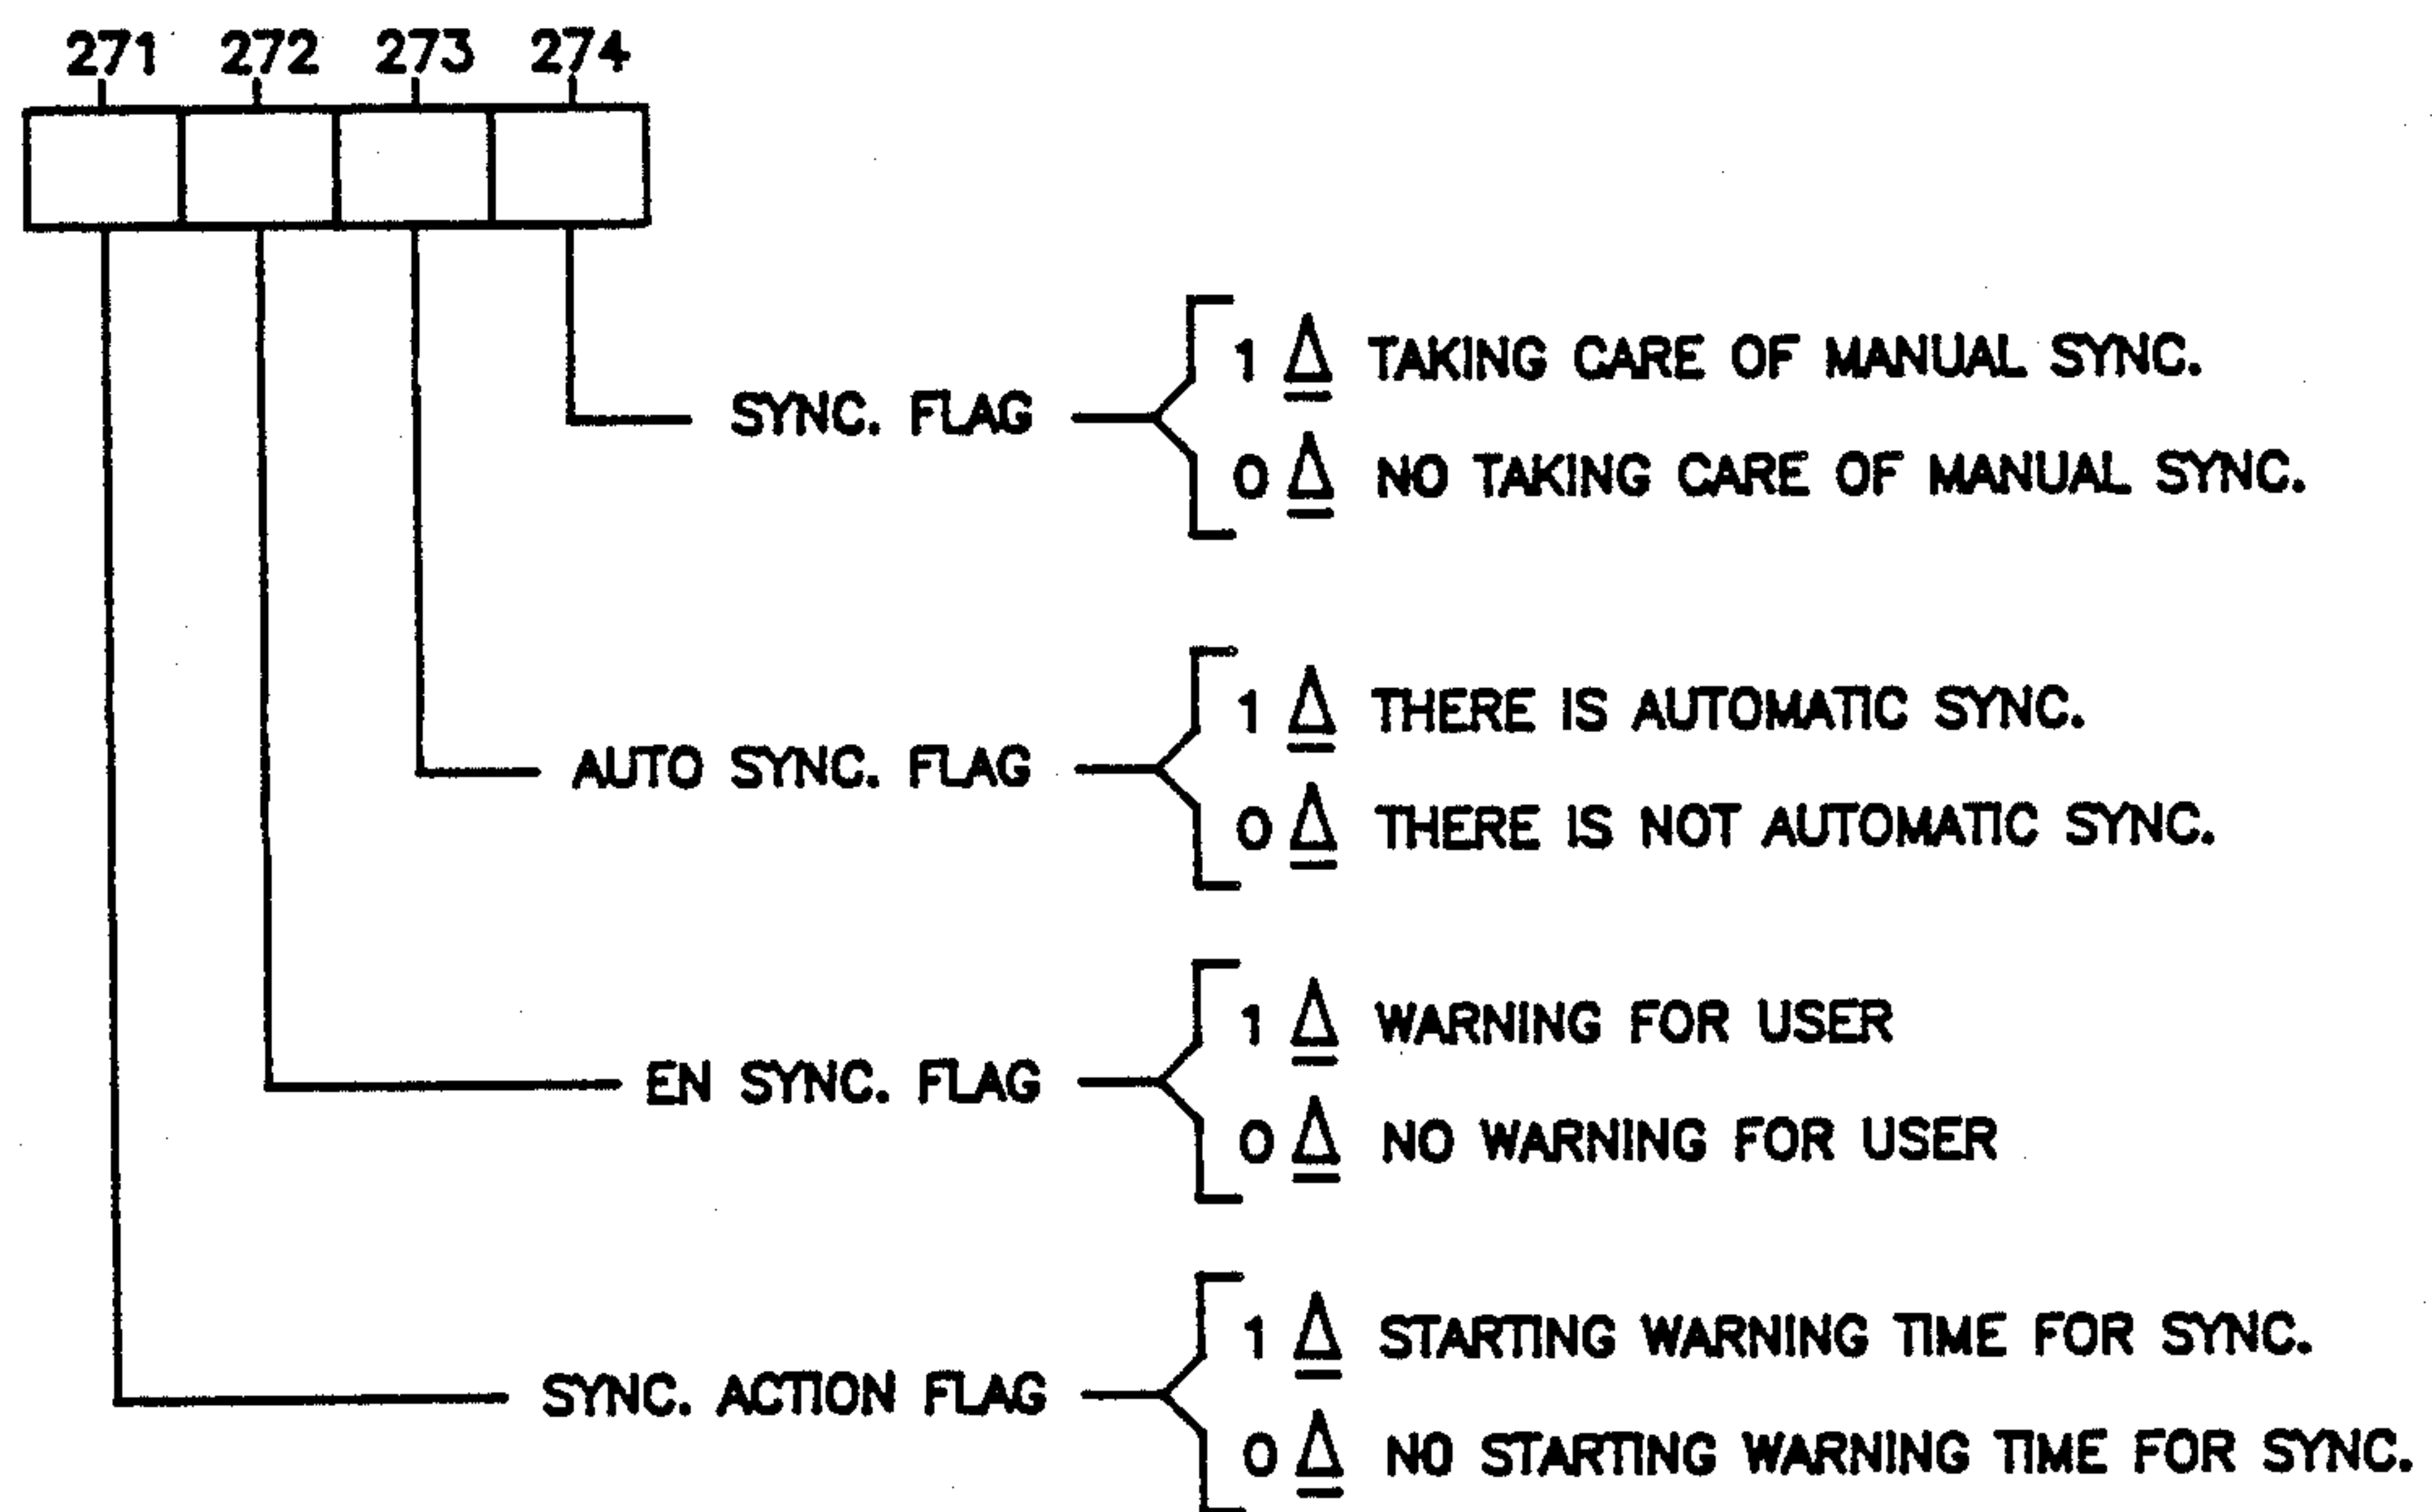 271 272 273 274
1 ≙ TAKING CARE OF MANUAL SYNC.
SYNC. FLAG
0 ≙ NO TAKING CARE OF MANUAL SYNC.
1 ≙ THERE IS AUTOMATIC SYNC.
AUTO SYNC. FLAG
0 ≙ THERE IS NOT AUTOMATIC SYNC.
1 ≙ WARNING FOR USER
EN SYNC. FLAG
0 ≙ NO WARNING FOR USER
1 ≙ STARTING WARNING TIME FOR SYNC.
SYNC. ACTION FLAG
0 ≙ NO STARTING WARNING TIME FOR SYNC.